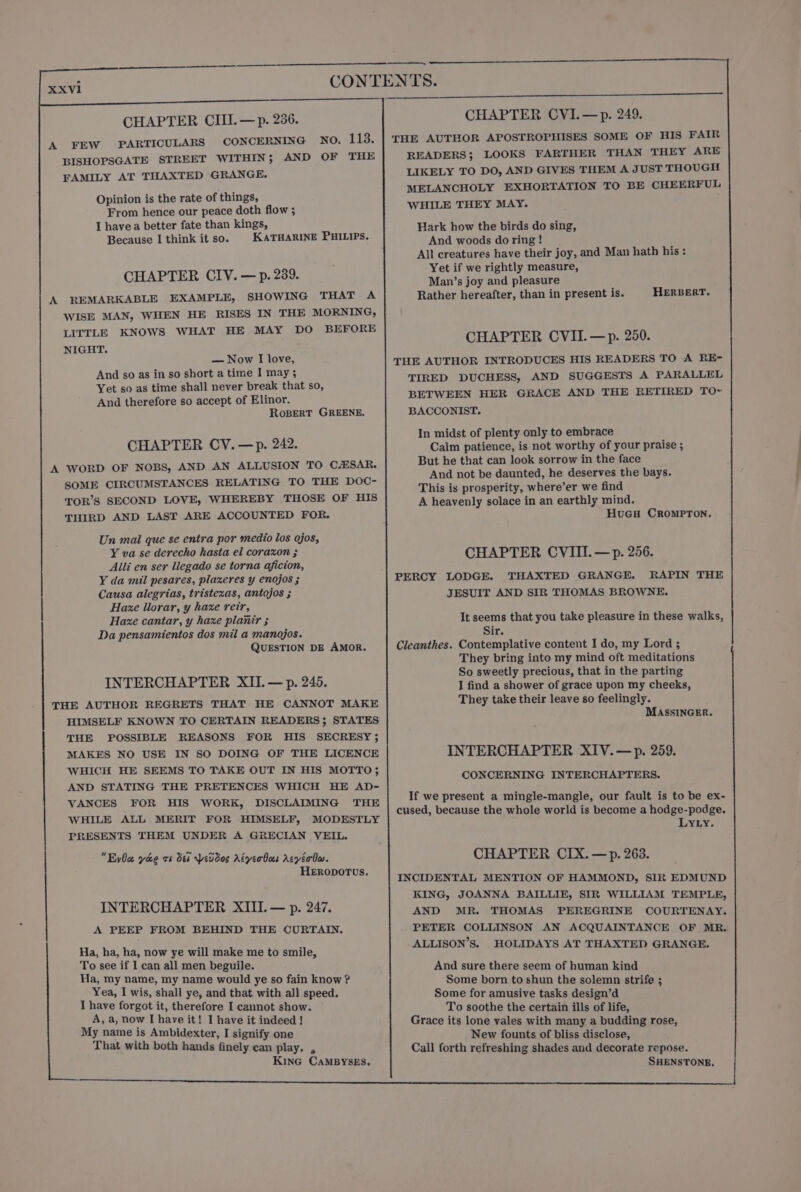 xxvi
CONTENTS.
CHAPTER CIII. — p. 236.
A FEW PARTICULARS CONCERNING NO. 113.
BISHOPSGATE STREET WITHIN; AND OF THE
FAMILY AT THAXTED GRANGE.
Opinion is the rate of things,
From hence our peace doth flow;
I have a better fate than kings,
Because I think it so. KATHARINE PHILIPS.
CHAPTER CIV. — p. 239.
A REMARKABLE EXAMPLE, SHOWING THAT A
WISE MAN, WHEN HE RISES IN THE MORNING,
LITTLE KNOWS WHAT HE MAY DO BEFORE
NIGHT.
— Now I love,
And so as in so short a time I may;
Yet so as time shall never break that so,
And therefore so accept of Elinor.
ROBERT GREENE.
CHAPTER CV. — p. 242.
A WORD OF NOBS, AND AN ALLUSION TO CÆSAR.
SOME CIRCUMSTANCES RELATING TO THE DOC-
TOR'S SECOND LOVE, WHEREBY THOSE OF HIS
THIRD AND LAST ARE ACCOUNTED FOR.
Un mal que se entra por medio los ojos,
Y va se derecho hasta el corazon;
Alli en ser llegado se torna aficion,
Y da mil pesares, plazeres y enojos;
Causa alegrias, tristezas, antojos;
Haze llorar, y haze reir,
Haze cantar, y haze plañir;
Da pensamientos dos mil a manojos.
QUESTION DE AMOR.
INTERCHAPTER XII. — p. 245.
THE AUTHOR REGRETS THAT HE CANNOT MAKE
HIMSELF KNOWN TO CERTAIN READERS; STATES
THE POSSIBLE REASONS FOR HIS SECRESY;
MAKES NO USE IN SO DOING OF THE LICENCE
WHICH HE SEEMS TO TAKE OUT IN HIS MOTTO;
AND STATING THE PRETENCES WHICH HE AD-
VANCES FOR HIS WORK, DISCLAIMING THE
WHILE ALL MERIT FOR HIMSELF, MODESTLY
PRESENTS THEM UNDER A GRECIAN VEIL.
Ἔνθα γάρ τι δεῖ ψεῦδος λέγεσθαι λεγέσθω.
HERODOTUS.
INTERCHAPTER XIII. — p. 247.
A PEEP FROM BEHIND THE CURTAIN.
Ha, ha, ha, now ye will make me to smile,
To see if I can all men beguile.
Ha, my name, my name would ye so fain know?
Yea, I wis, shall ye, and that with all speed.
I have forgot it, therefore I cannot show.
A, a, now I have it! I have it indeed!
My name is Ambidexter, I signify one
That with both hands finely can play.
KING CAMBYSES.
CHAPTER CVI. — p. 249.
THE AUTHOR APOSTROPHISES SOME OF HIS FAIR
READERS; LOOKS FARTHER THAN THEY ARE
LIKELY TO DO, AND GIVES THEM A JUST THOUGH
MELANCHOLY EXHORTATION TO BE CHEERFUL
WHILE THEY MAY.
Hark how the birds do sing,
And woods do ring!
All creatures have their joy, and Man hath his:
Yet if we rightly measure,
Man's joy and pleasure
Rather hereafter, than in present is. HERBERT.
CHAPTER CVII. — p. 250.
THE AUTHOR INTRODUCES HIS READERS TO A RE-
TIRED DUCHESS, AND SUGGESTS A PARALLEL
BETWEEN HER GRACE AND THE RETIRED TO-
BACCONIST.
In midst of plenty only to embrace
Calm patience, is not worthy of your praise;
But he that can look sorrow in the face
And not be daunted, he deserves the bays.
This is prosperity, where'er we find
A heavenly solace in an earthly mind.
HUGH CROMPTON.
CHAPTER CVIII. — p. 256.
PERCY LODGE. THAXTED GRANGE. RAPIN THE
JESUIT AND SIR THOMAS BROWNE.
It seems that you take pleasure in these walks,
Sir.
Cleanthes. Contemplative content I do, my Lord;
They bring into my mind oft meditations
So sweetly precious, that in the parting
I find a shower of grace upon my cheeks,
They take their leave so feelingly.
MASSINGER.
INTERCHAPTER XIV. — p. 259.
CONCERNING INTERCHAPTERS.
If we present a mingle-mangle, our fault is to be ex-
cused, because the whole world is become a hodge-podge.
LYLY.
CHAPTER CIX. — p. 263.
INCIDENTAL MENTION OF HAMMOND, SIR EDMUND
KING, JOANNA BAILLIE, SIR WILLIAM TEMPLE,
AND MR. THOMAS PEREGRINE COURTENAY.
PETER COLLINSON AN ACQUAINTANCE OF MR.
ALLISON'S. HOLIDAYS AT THAXTED GRANGE.
And sure there seem of human kind
Some born to shun the solemn strife;
Some for amusive tasks design'd
To soothe the certain ills of life,
Grace its lone vales with many a budding rose,
New founts of bliss disclose,
Call forth refreshing shades and decorate repose.
SHENSTONE.